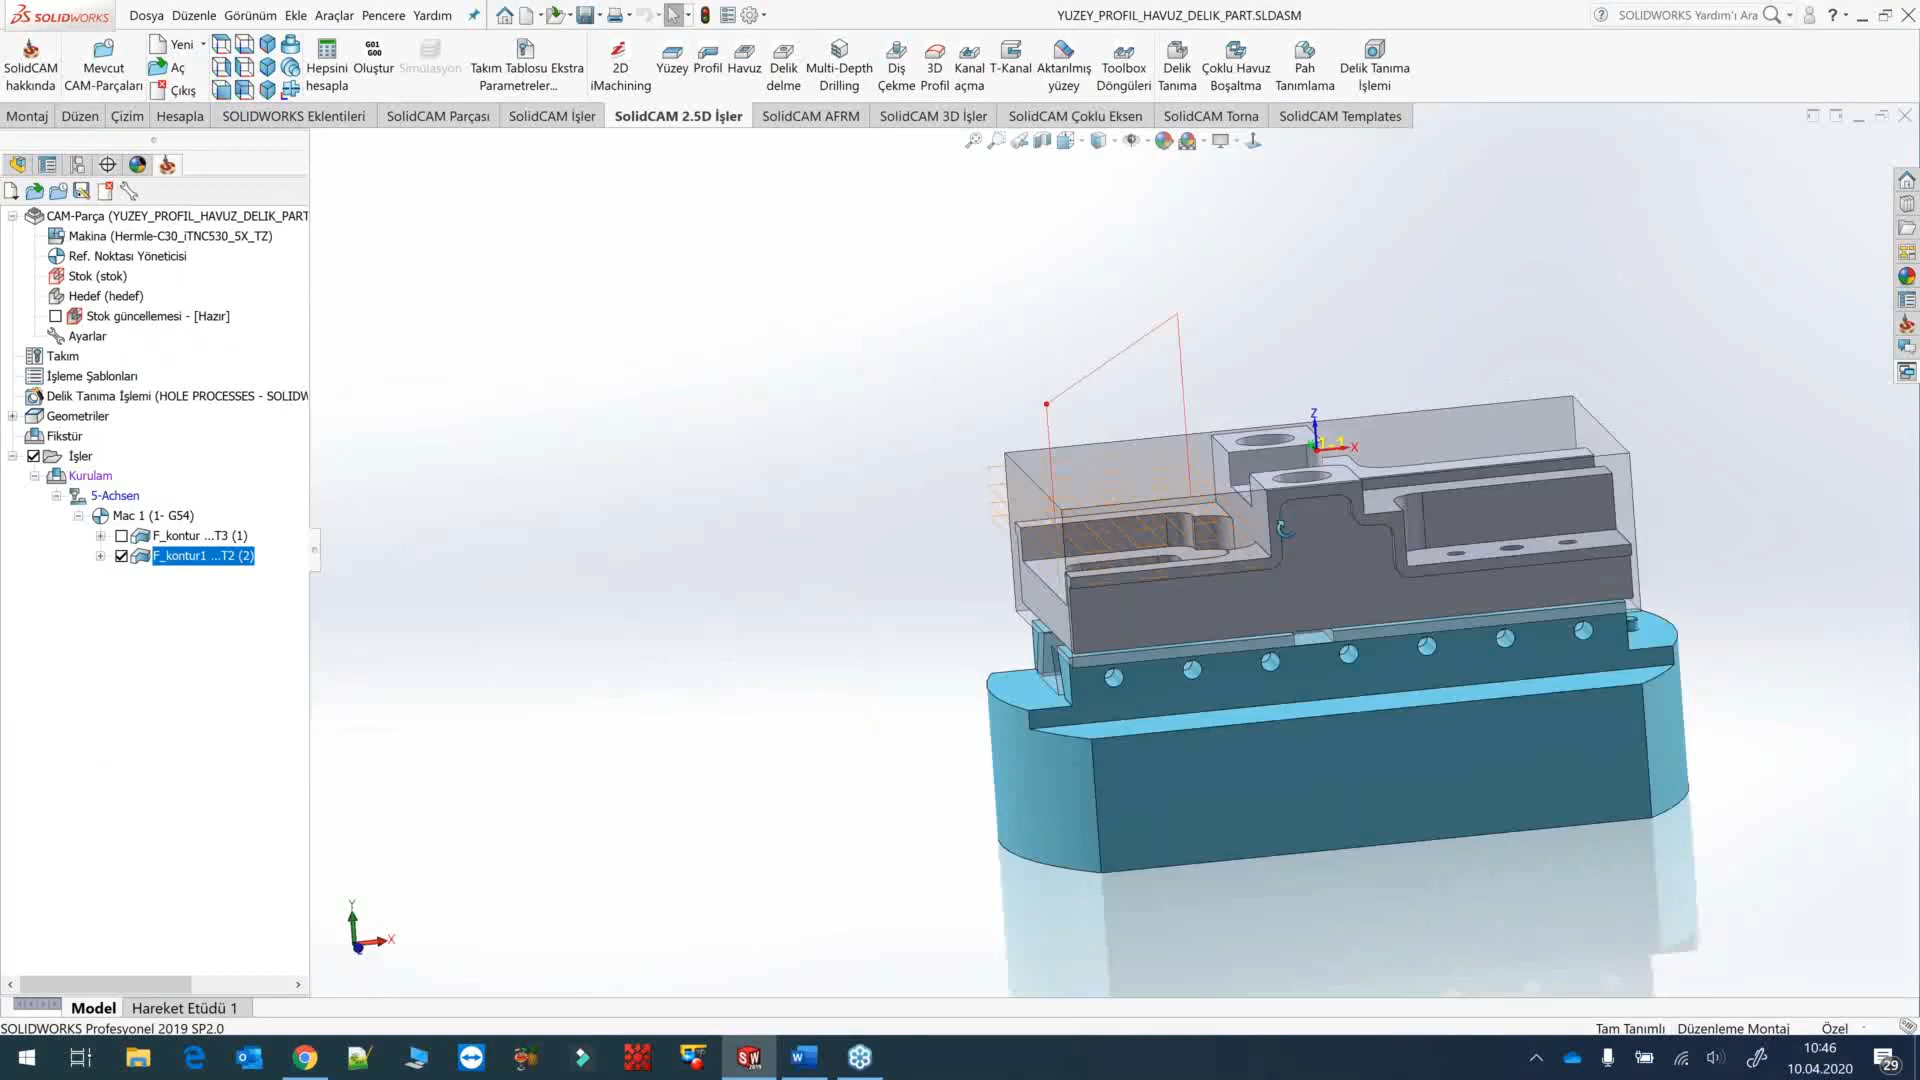 SOLIDWORKS
Dosya Düzenle Görünüm Ekle Araçlar Pencere Yardım
YUZEY_PROFIL_HAVUZ_DELIK_PART.SLDASM
SOLIDWORKS Yardım'ı Ara
SolidCAM hakkında
Mevcut CAM-Parçaları
Yeni
Aç
Çıkış
Hepsini hesapla
G01 G00
Oluştur
Simülasyon
Takım Tablosu Ekstra Parametreler...
2D iMachining
Yüzey
Profil
Havuz
Delik delme
Multi-Depth Drilling
Diş Çekme
3D Profil
Kanal açma
T-Kanal
Aktarılmış yüzey
Toolbox Döngüleri
Delik Tanıma
Çoklu Havuz Boşaltma
Pah Tanımlama
Delik Tanıma İşlemi
Montaj Düzen Çizim Hesapla SOLIDWORKS Eklentileri SolidCAM Parçası SolidCAM İşler SolidCAM 2.5D İşler SolidCAM AFRM SolidCAM 3D İşler SolidCAM Çoklu Eksen SolidCAM Torna SolidCAM Templates
CAM-Parça (YUZEY_PROFIL_HAVUZ_DELIK_PART
Makina (Hermle-C30_iTNC530_5X_TZ)
Ref. Noktası Yöneticisi
Stok (stok)
Hedef (hedef)
Stok güncellemesi - [Hazır]
Ayarlar
Takım
İşleme Şablonları
Delik Tanıma İşlemi (HOLE PROCESSES - SOLIDW
Geometriler
Fikstür
İşler
Kurulam
5-Achsen
Mac 1 (1- G54)
F_kontur ...T3 (1)
F_kontur1 ...T2 (2)
Z
1-1
X
Y
X
Model Hareket Etüdü 1
SOLIDWORKS Profesyonel 2019 SP2.0
Tam Tanımlı Düzenleme Montaj Özel
SW 2019
10:46
10.04.2020
29